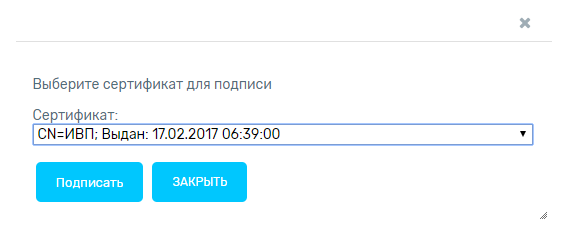 Выберите сертификат для подписи
Сертификат:
CN=ИВП; Выдан: 17.02.2017 06:39:00
Подписать ЗАКРЫТЬ